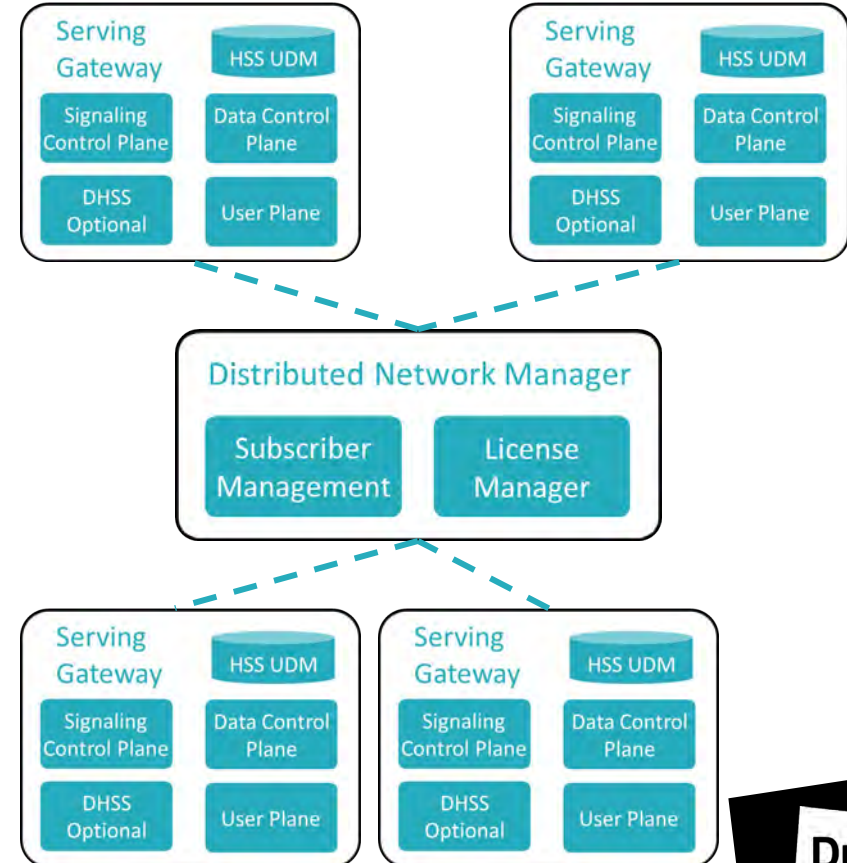 Serving
Gateway
HSS UDM
Signaling
Control Plane
Data Control
Plane
DHSS
Optional
User Plane
Serving
Gateway
HSS UDM
Signaling
Control Plane
Data Control
Plane
DHSS
Optional
User Plane
Distributed Network Manager
Subscriber
Management
License
Manager
Serving
Gateway
HSS UDM
Signaling
Control Plane
Data Control
Plane
DHSS
Optional
User Plane
Serving
Gateway
HSS UDM
Signaling
Control Plane
Data Control
Plane
DHSS
Optional
User Plane